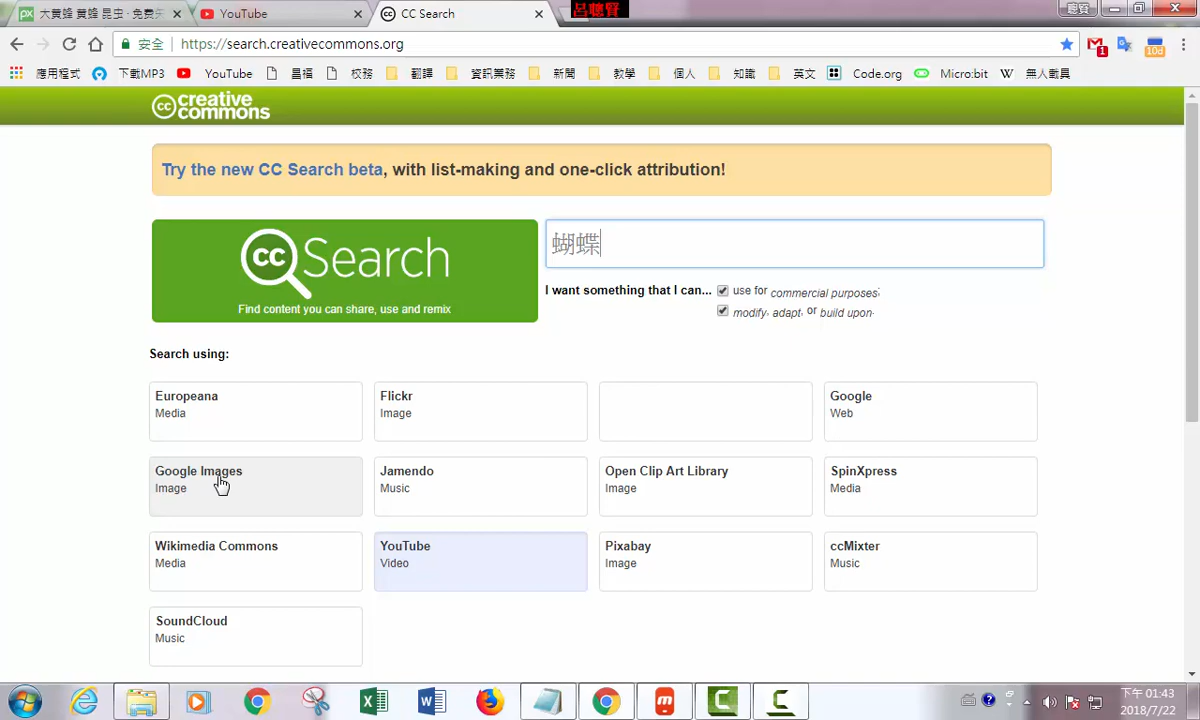 大黃蜂 黃蜂 昆虫 · 免費
YouTube
CC Search
呂聰賢
聰賢
安全 https://search.creativecommons.org
1
10d
應用程式 下載MP3 YouTube 昌福 校務 翻譯 資訊業務 新聞 教學 個人 知識 英文 Code.org Micro:bit 無人載具
cc creative commons
Try the new CC Search beta, with list-making and one-click attribution!
cc Search
Find content you can share, use and remix
蝴蝶
I want something that I can... use for commercial purposes;
modify, adapt, or build upon.
Search using:
Europeana
Media
Flickr
Image
Google
Web
Google Images
Image
Jamendo
Music
Open Clip Art Library
Image
SpinXpress
Media
Wikimedia Commons
Media
YouTube
Video
Pixabay
Image
ccMixter
Music
SoundCloud
Music
下午 01:43
2018/7/22